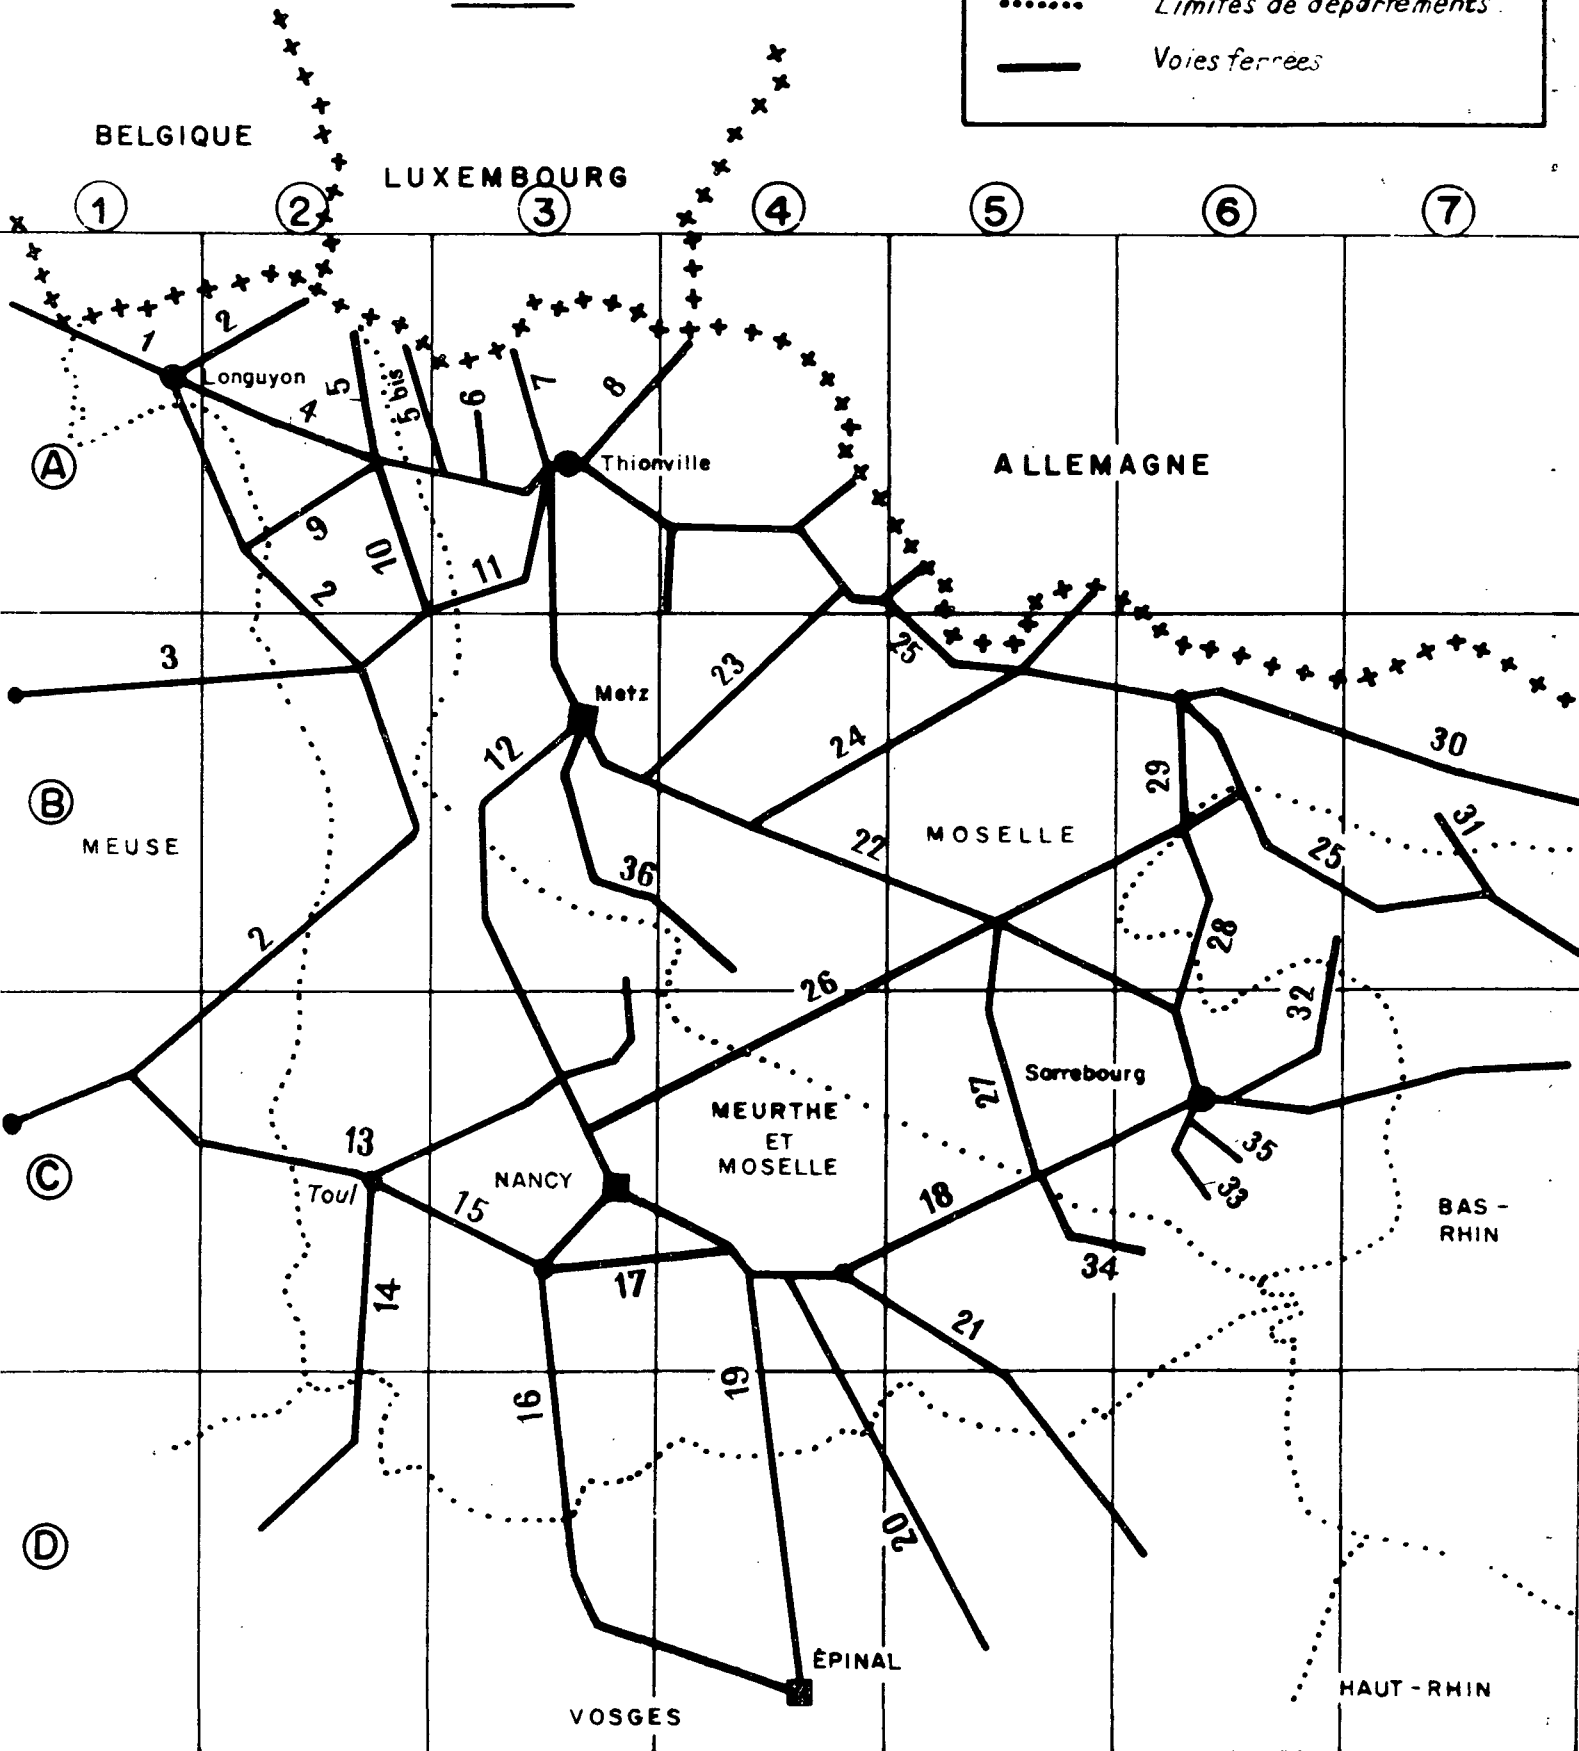 Limites de départements.
Voies ferrées
BELGIQUE
LUXEMBOURG
1 2 3 4 5 6 7
1
2
Longuyon
5
5 bis
6
7
8
4
A
Thionville
ALLEMAGNE
9
10
11
2
3
23
25
Metz
12
24
29
30
B
MEUSE
22
MOSELLE
31
25
36
2
28
26
32
27
Sarrebourg
MEURTHE
ET
MOSELLE
13
35
C
Toul
NANCY
15
18
33
BAS-
RHIN
14
17
34
21
16
19
20
D
ÉPINAL
VOSGES
HAUT-RHIN